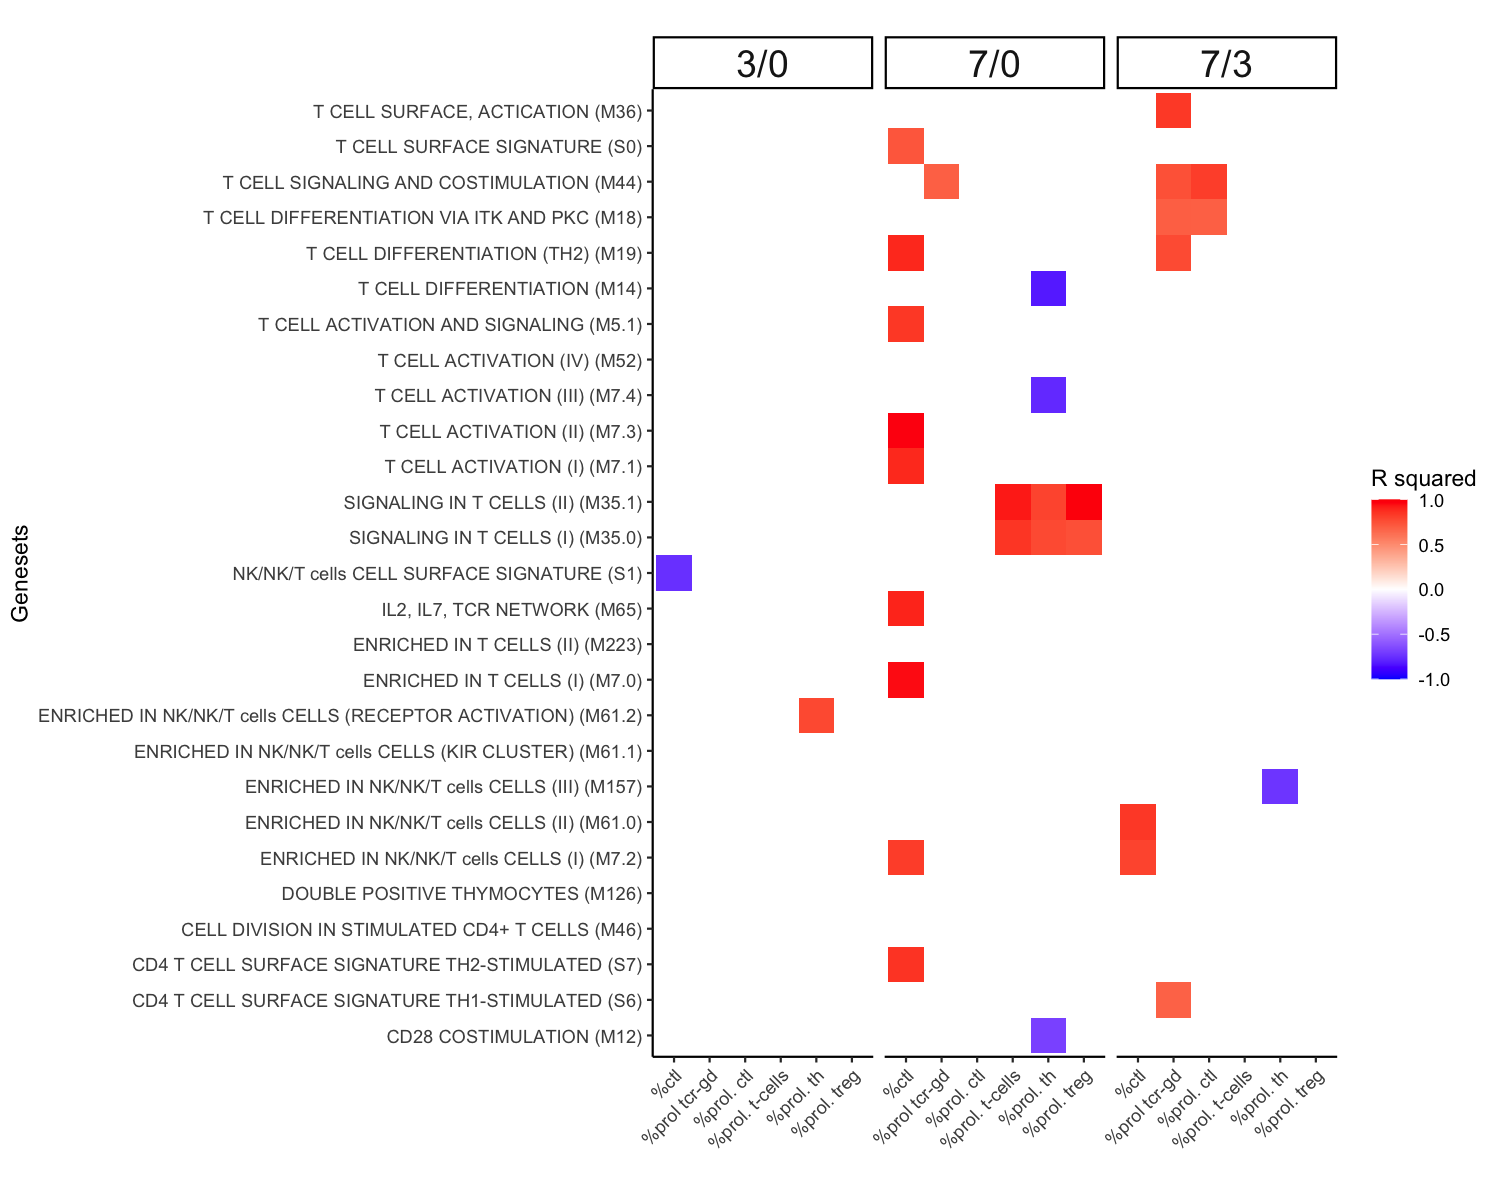 3/0
7/0
7/3
Genesets
T CELL SURFACE, ACTICATION (M36)
T CELL SURFACE SIGNATURE (S0)
T CELL SIGNALING AND COSTIMULATION (M44)
T CELL DIFFERENTIATION VIA ITK AND PKC (M18)
T CELL DIFFERENTIATION (TH2) (M19)
T CELL DIFFERENTIATION (M14)
T CELL ACTIVATION AND SIGNALING (M5.1)
T CELL ACTIVATION (IV) (M52)
T CELL ACTIVATION (III) (M7.4)
T CELL ACTIVATION (II) (M7.3)
T CELL ACTIVATION (I) (M7.1)
SIGNALING IN T CELLS (II) (M35.1)
SIGNALING IN T CELLS (I) (M35.0)
NK/NK/T cells CELL SURFACE SIGNATURE (S1)
IL2, IL7, TCR NETWORK (M65)
ENRICHED IN T CELLS (II) (M223)
ENRICHED IN T CELLS (I) (M7.0)
ENRICHED IN NK/NK/T cells CELLS (RECEPTOR ACTIVATION) (M61.2)
ENRICHED IN NK/NK/T cells CELLS (KIR CLUSTER) (M61.1)
ENRICHED IN NK/NK/T cells CELLS (III) (M157)
ENRICHED IN NK/NK/T cells CELLS (II) (M61.0)
ENRICHED IN NK/NK/T cells CELLS (I) (M7.2)
DOUBLE POSITIVE THYMOCYTES (M126)
CELL DIVISION IN STIMULATED CD4+ T CELLS (M46)
CD4 T CELL SURFACE SIGNATURE TH2-STIMULATED (S7)
CD4 T CELL SURFACE SIGNATURE TH1-STIMULATED (S6)
CD28 COSTIMULATION (M12)
%ctl
%prol tcr-gd
%prol. ctl
%prol. t-cells
%prol. th
%prol. treg
%ctl
%prol tcr-gd
%prol. ctl
%prol. t-cells
%prol. th
%prol. treg
%ctl
%prol tcr-gd
%prol. ctl
%prol. t-cells
%prol. th
%prol. treg
R squared
1.0
0.5
0.0
-0.5
-1.0